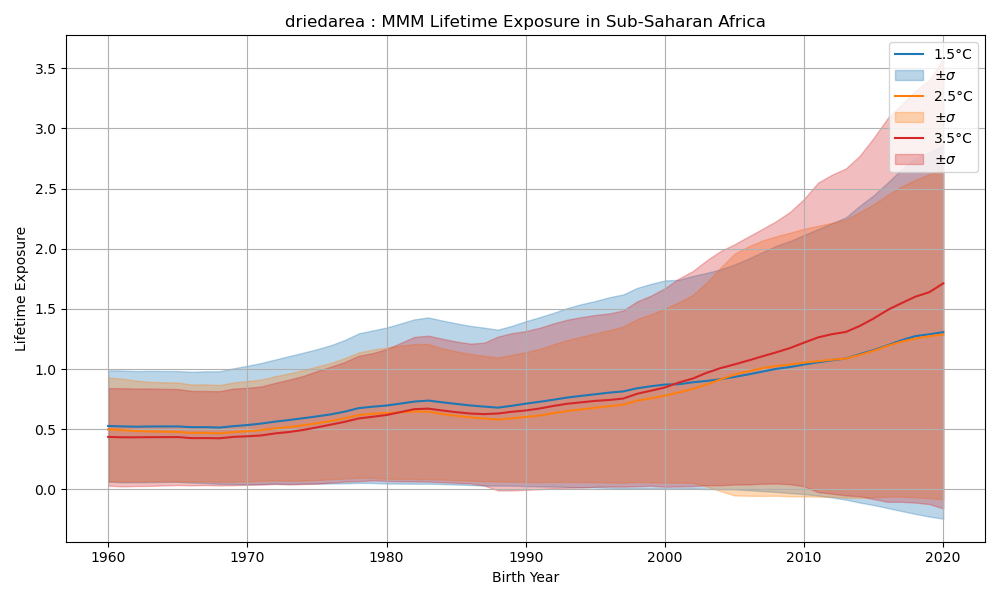 driedarea : MMM Lifetime Exposure in Sub-Saharan Africa
1.5°C
±σ
2.5°C
±σ
3.5°C
±σ
Lifetime Exposure
3.5
3.0
2.5
2.0
1.5
1.0
0.5
0.0
1960 1970 1980 1990 2000 2010 2020
Birth Year